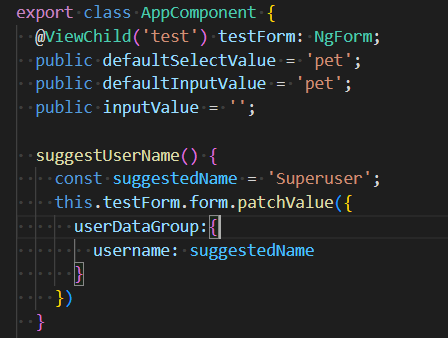 export class AppComponent {
  @ViewChild('test') testForm: NgForm;
  public defaultSelectValue = 'pet';
  public defaultInputValue = 'pet';
  public inputValue = '';

  suggestUserName() {
    const suggestedName = 'Superuser';
    this.testForm.form.patchValue({
      userDataGroup:{
        username: suggestedName
      }
    })
  }